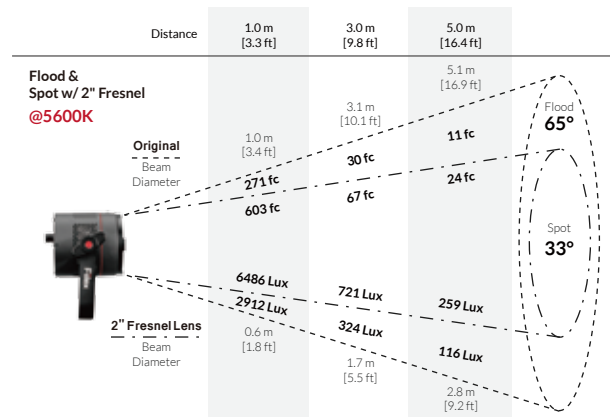 Distance
1.0 m
[3.3 ft]
3.0 m
[9.8 ft]
5.0 m
[16.4 ft]
Flood &
Spot w/ 2" Fresnel
@5600K
5.1 m
[16.9 ft]
3.1 m
[10.1 ft]
1.0 m
[3.4 ft]
Original
Beam
Diameter
271 fc
30 fc
11 fc
603 fc
67 fc
24 fc
Flood
65°
Spot
33°
6486 Lux
721 Lux
259 Lux
2912 Lux
324 Lux
116 Lux
2" Fresnel Lens
Beam
Diameter
0.6 m
[1.8 ft]
1.7 m
[5.5 ft]
2.8 m
[9.2 ft]